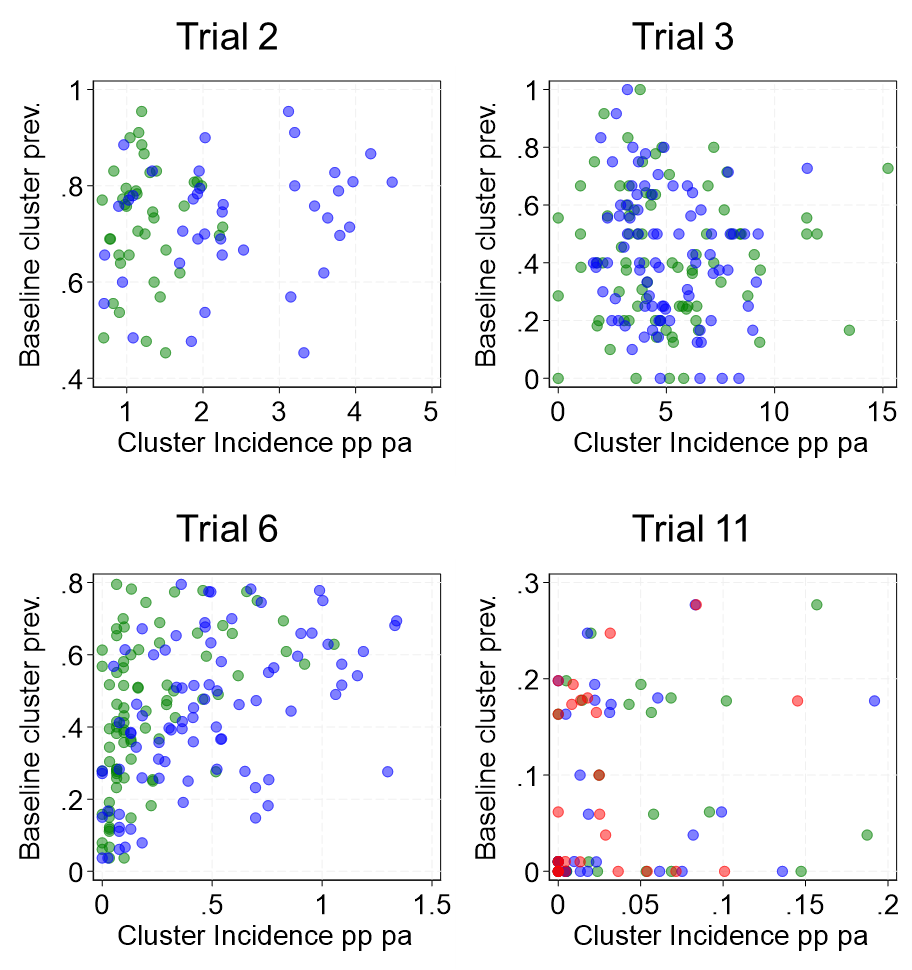 Trial 2
Baseline cluster prev.
1
.8
.6
.4
1 2 3 4 5
Cluster Incidence pp pa
Trial 3
Baseline cluster prev.
1
.8
.6
.4
.2
0
0 5 10 15
Cluster Incidence pp pa
Trial 6
Baseline cluster prev.
.8
.6
.4
.2
0
0 .5 1 1.5
Cluster Incidence pp pa
Trial 11
Baseline cluster prev.
.3
.2
.1
0
0 .05 .1 .15 .2
Cluster Incidence pp pa